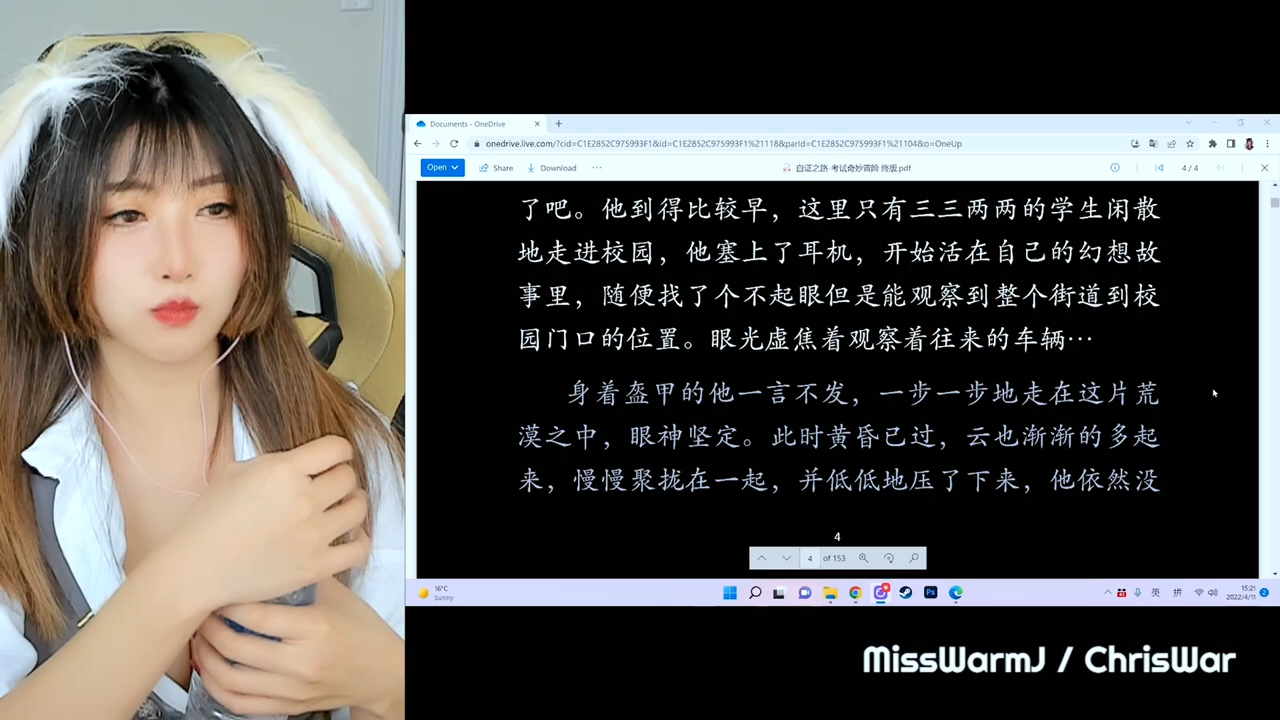 Documents - OneDrive
onedrive.live.com/?cid=C1E2852C975993F1&id=C1E2852C975993F1%21118&parId=C1E2852C975993F1%21104&o=OneUp
Open Share Download ··· 自证之路-考试奇妙冒险 终版.pdf 4 / 4
了吧。他到得比较早，这里只有三三两两的学生闲散
地走进校园，他塞上了耳机，开始活在自己的幻想故
事里，随便找了个不起眼但是能观察到整个街道到校
园门口的位置。眼光虚焦着观察着往来的车辆…
身着盔甲的他一言不发，一步一步地走在这片荒
漠之中，眼神坚定。此时黄昏已过，云也渐渐的多起
来，慢慢聚拢在一起，并低低地压了下来，他依然没
4
4 of 153
16°C
Sunny
英 拼 15:21
2022/4/11
MissWarmJ / ChrisWar